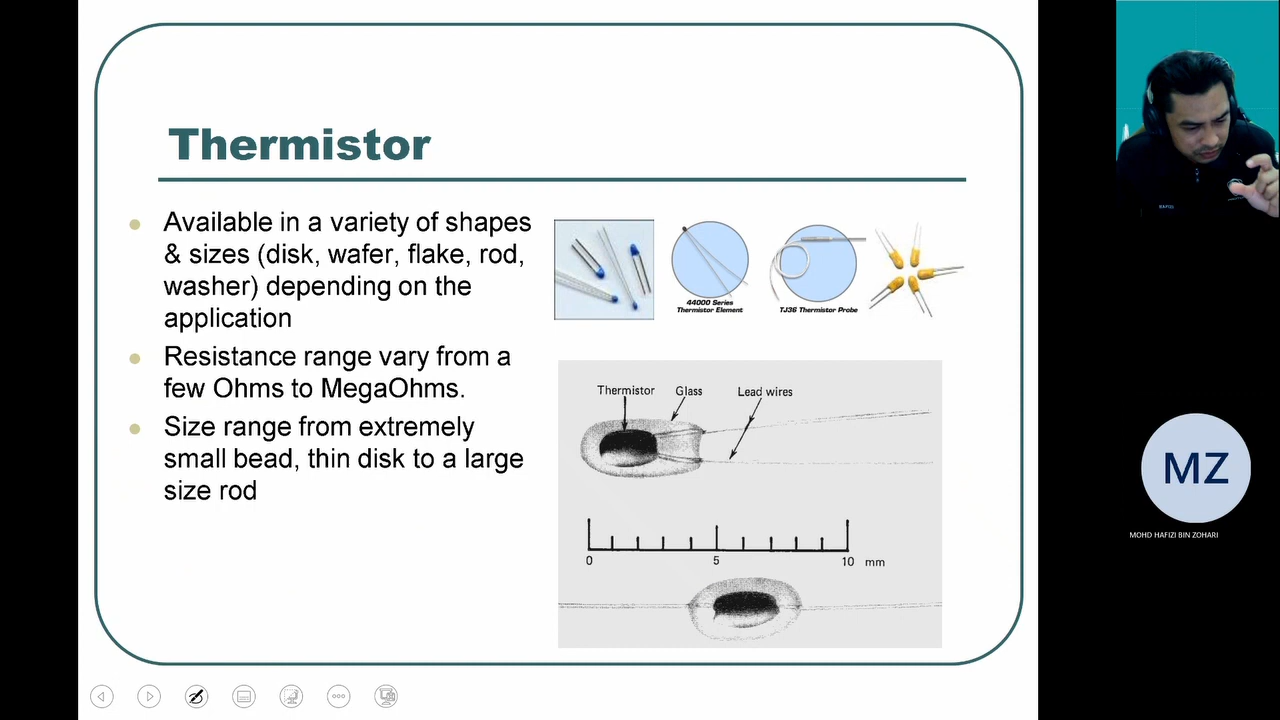 Thermistor
Available in a variety of shapes
& sizes (disk, wafer, flake, rod,
washer) depending on the
application
Resistance range vary from a
few Ohms to MegaOhms.
Size range from extremely
small bead, thin disk to a large
size rod
44000 Series
Thermistor Element
TJ36 Thermistor Probe
Thermistor Glass Lead wires
0 5 10 mm
MZ
MOHD HAFIZI BIN ZOHARI